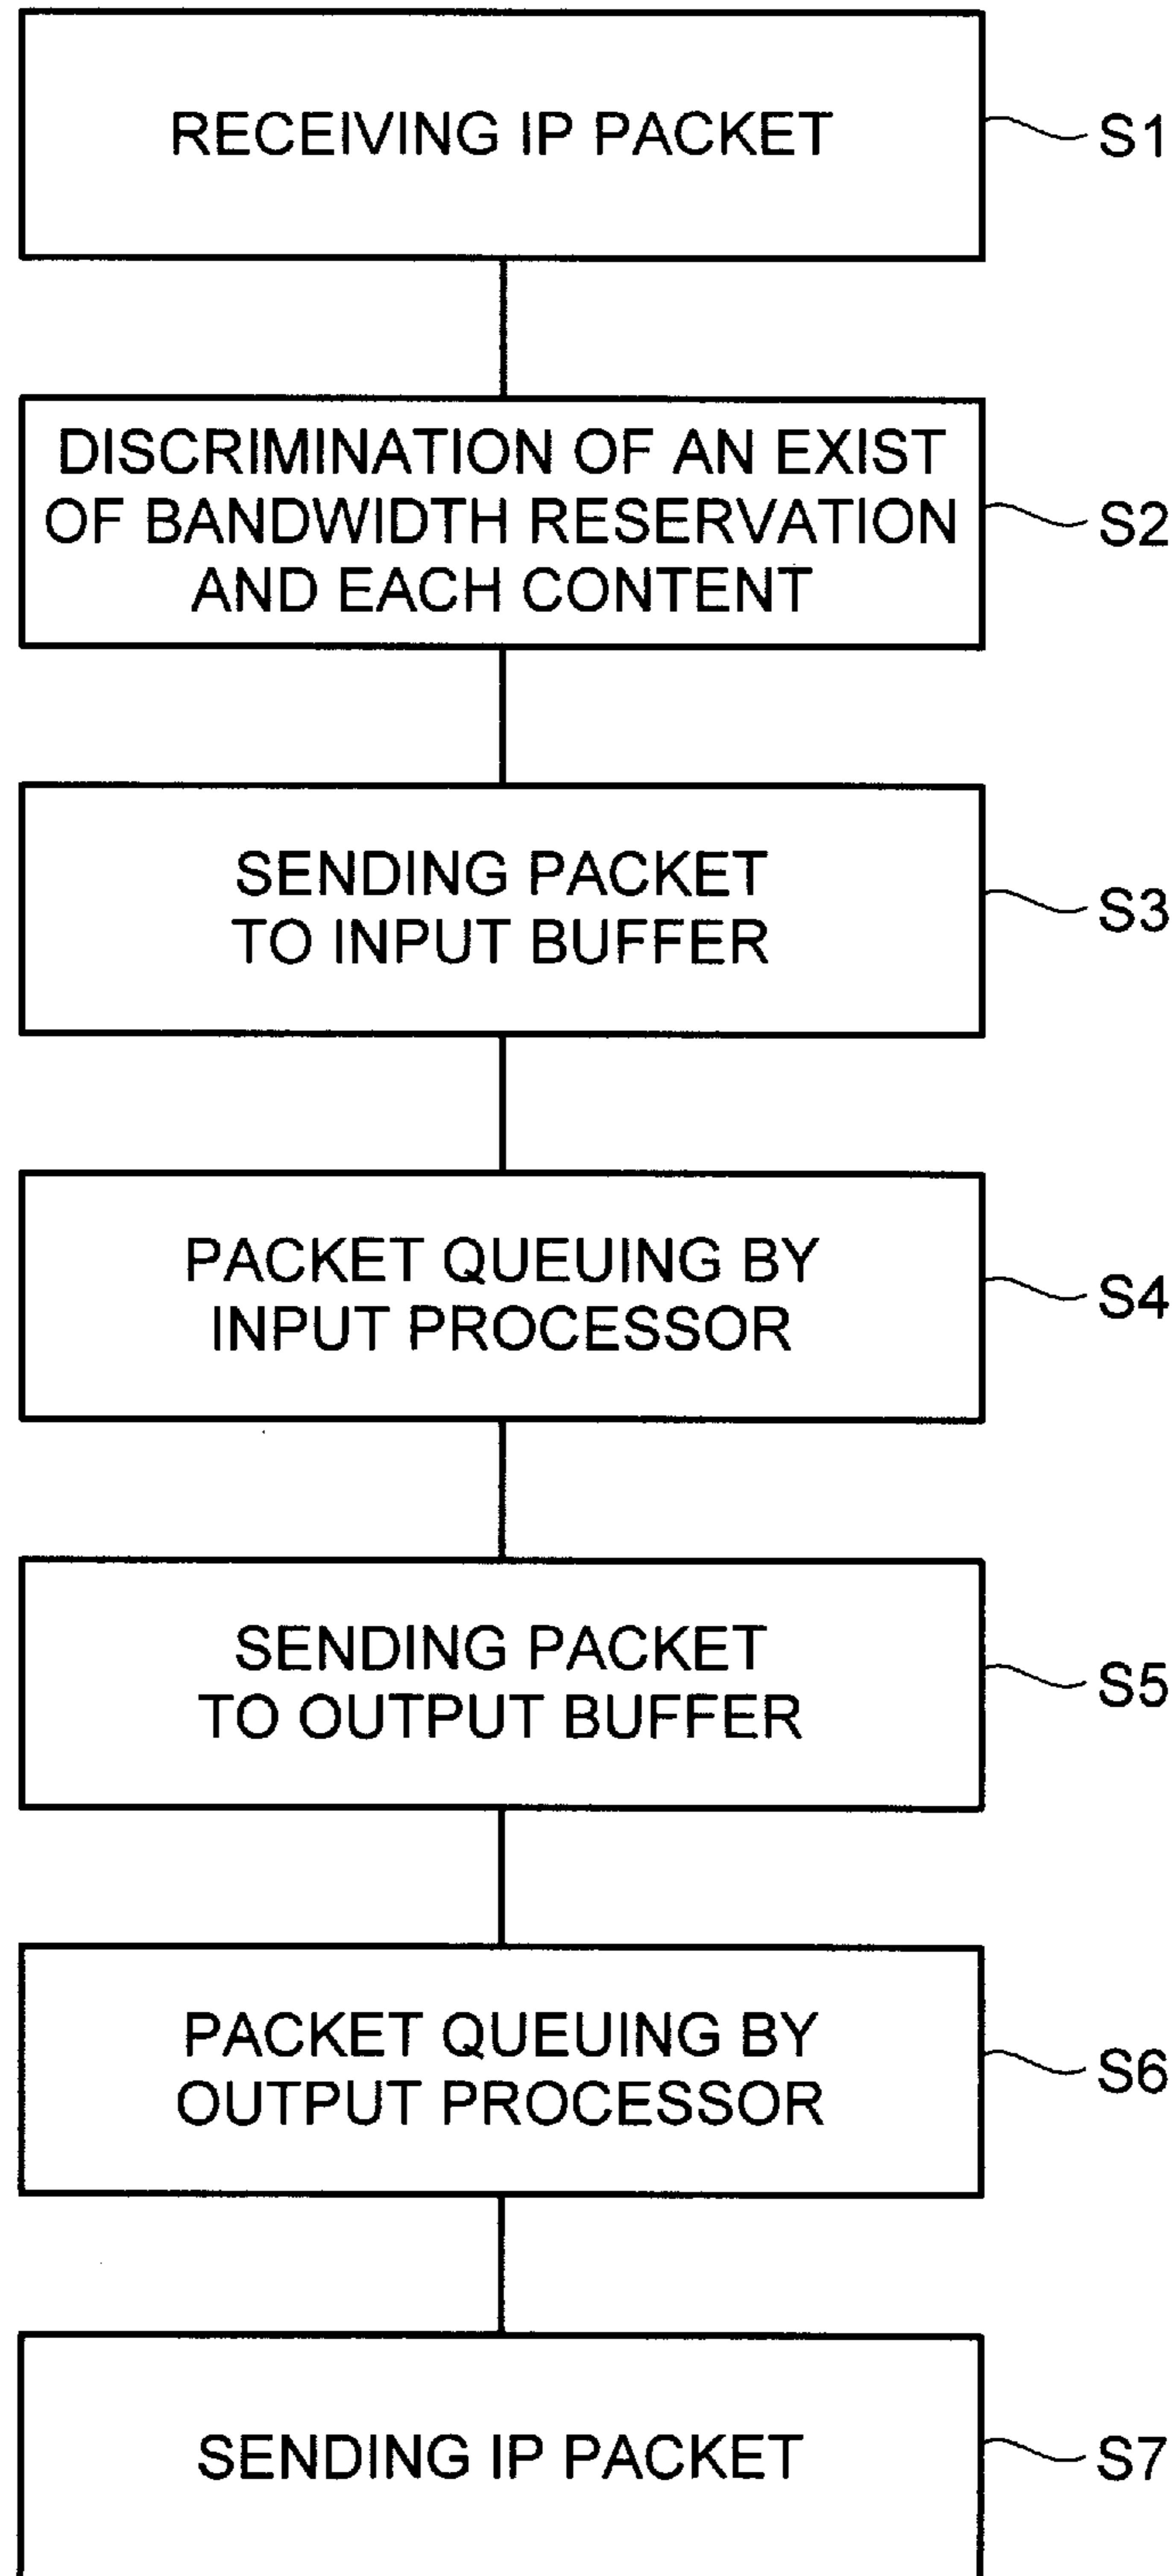 RECEIVING IP PACKET
S1
DISCRIMINATION OF AN EXIST
OF BANDWIDTH RESERVATION
AND EACH CONTENT
S2
SENDING PACKET
TO INPUT BUFFER
S3
PACKET QUEUING BY
INPUT PROCESSOR
S4
SENDING PACKET
TO OUTPUT BUFFER
S5
PACKET QUEUING BY
OUTPUT PROCESSOR
S6
SENDING IP PACKET
S7